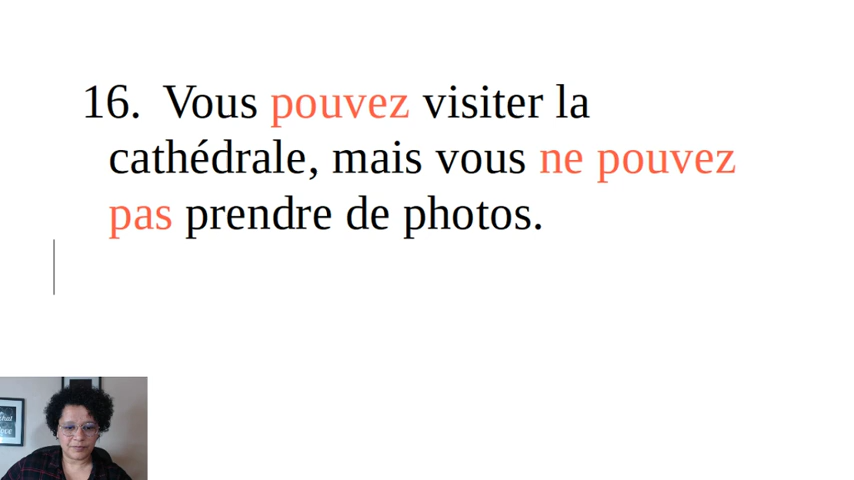 16. Vous pouvez visiter la
cathédrale, mais vous ne pouvez
pas prendre de photos.